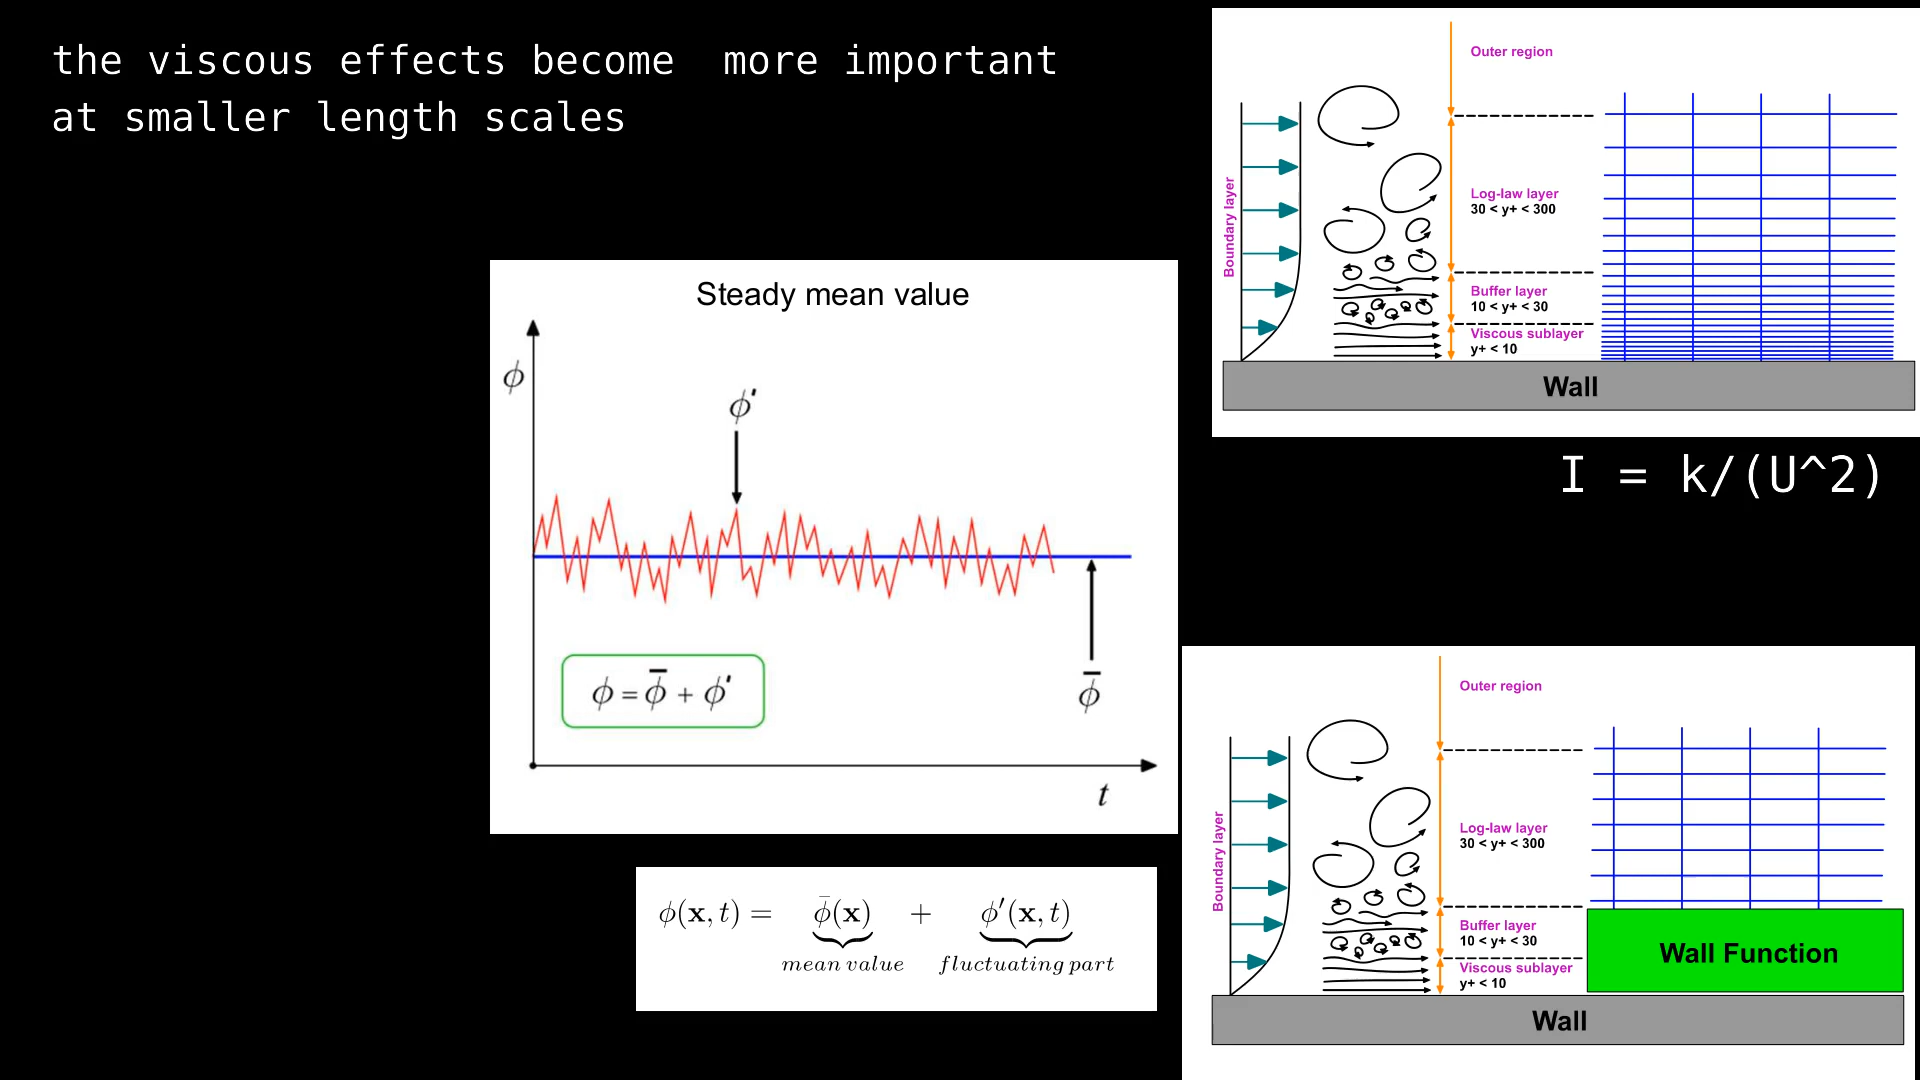 the viscous effects become  more important
at smaller length scales
Steady mean value
ϕ
ϕ'
ϕ = ϕ̅ + ϕ'
ϕ̅
t
ϕ(x, t) = ϕ̅(x) + ϕ′(x, t)
mean value fluctuating part
Outer region
Boundary layer
Log-law layer
30 < y+ < 300
Buffer layer
10 < y+ < 30
Viscous sublayer
y+ < 10
Wall
I = k/(U^2)
Outer region
Boundary layer
Log-law layer
30 < y+ < 300
Buffer layer
10 < y+ < 30
Viscous sublayer
y+ < 10
Wall Function
Wall